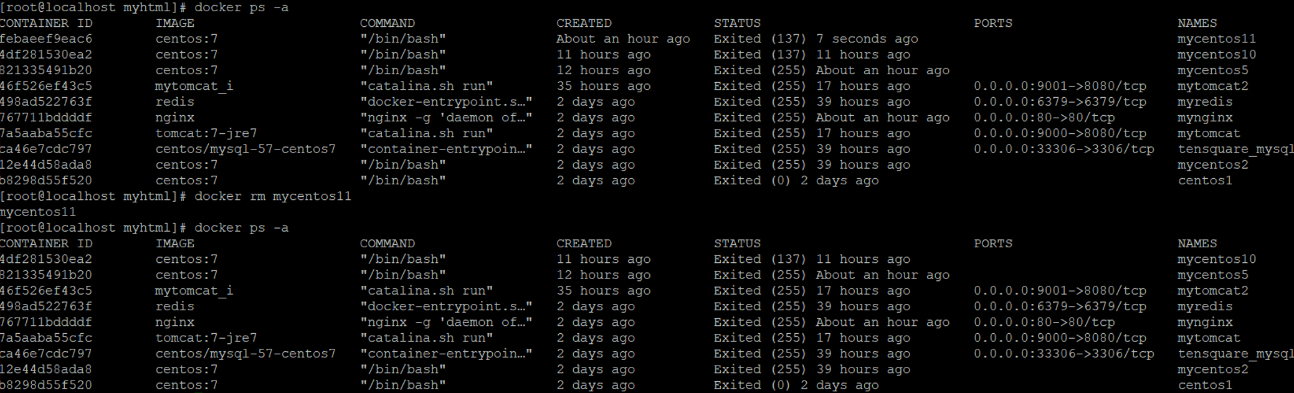 [root@localhost myhtml]# docker ps -a
CONTAINER ID IMAGE COMMAND CREATED STATUS PORTS NAMES
febaeef9eac6 centos:7 "/bin/bash" About an hour ago Exited (137) 7 seconds ago mycentos11
4df281530ea2 centos:7 "/bin/bash" 11 hours ago Exited (137) 11 hours ago mycentos10
821335491b20 centos:7 "/bin/bash" 12 hours ago Exited (255) About an hour ago mycentos5
46f526ef43c5 mytomcat_i "catalina.sh run" 35 hours ago Exited (255) 17 hours ago 0.0.0.0:9001->8080/tcp mytomcat2
498ad522763f redis "docker-entrypoint.s…" 2 days ago Exited (255) 39 hours ago 0.0.0.0:6379->6379/tcp myredis
767711bddddf nginx "nginx -g 'daemon of…" 2 days ago Exited (255) About an hour ago 0.0.0.0:80->80/tcp mynginx
7a5aaba55cfc tomcat:7-jre7 "catalina.sh run" 2 days ago Exited (255) 17 hours ago 0.0.0.0:9000->8080/tcp mytomcat
ca46e7cdc797 centos/mysql-57-centos7 "container-entrypoin…" 2 days ago Exited (255) 39 hours ago 0.0.0.0:33306->3306/tcp tensquare_mysql
12e44d58ada8 centos:7 "/bin/bash" 2 days ago Exited (255) 39 hours ago mycentos2
b8298d55f520 centos:7 "/bin/bash" 2 days ago Exited (0) 2 days ago centos1
[root@localhost myhtml]# docker rm mycentos11
mycentos11
[root@localhost myhtml]# docker ps -a
CONTAINER ID IMAGE COMMAND CREATED STATUS PORTS NAMES
4df281530ea2 centos:7 "/bin/bash" 11 hours ago Exited (137) 11 hours ago mycentos10
821335491b20 centos:7 "/bin/bash" 12 hours ago Exited (255) About an hour ago mycentos5
46f526ef43c5 mytomcat_i "catalina.sh run" 35 hours ago Exited (255) 17 hours ago 0.0.0.0:9001->8080/tcp mytomcat2
498ad522763f redis "docker-entrypoint.s…" 2 days ago Exited (255) 39 hours ago 0.0.0.0:6379->6379/tcp myredis
767711bddddf nginx "nginx -g 'daemon of…" 2 days ago Exited (255) About an hour ago 0.0.0.0:80->80/tcp mynginx
7a5aaba55cfc tomcat:7-jre7 "catalina.sh run" 2 days ago Exited (255) 17 hours ago 0.0.0.0:9000->8080/tcp mytomcat
ca46e7cdc797 centos/mysql-57-centos7 "container-entrypoin…" 2 days ago Exited (255) 39 hours ago 0.0.0.0:33306->3306/tcp tensquare_mysql
12e44d58ada8 centos:7 "/bin/bash" 2 days ago Exited (255) 39 hours ago mycentos2
b8298d55f520 centos:7 "/bin/bash" 2 days ago Exited (0) 2 days ago centos1